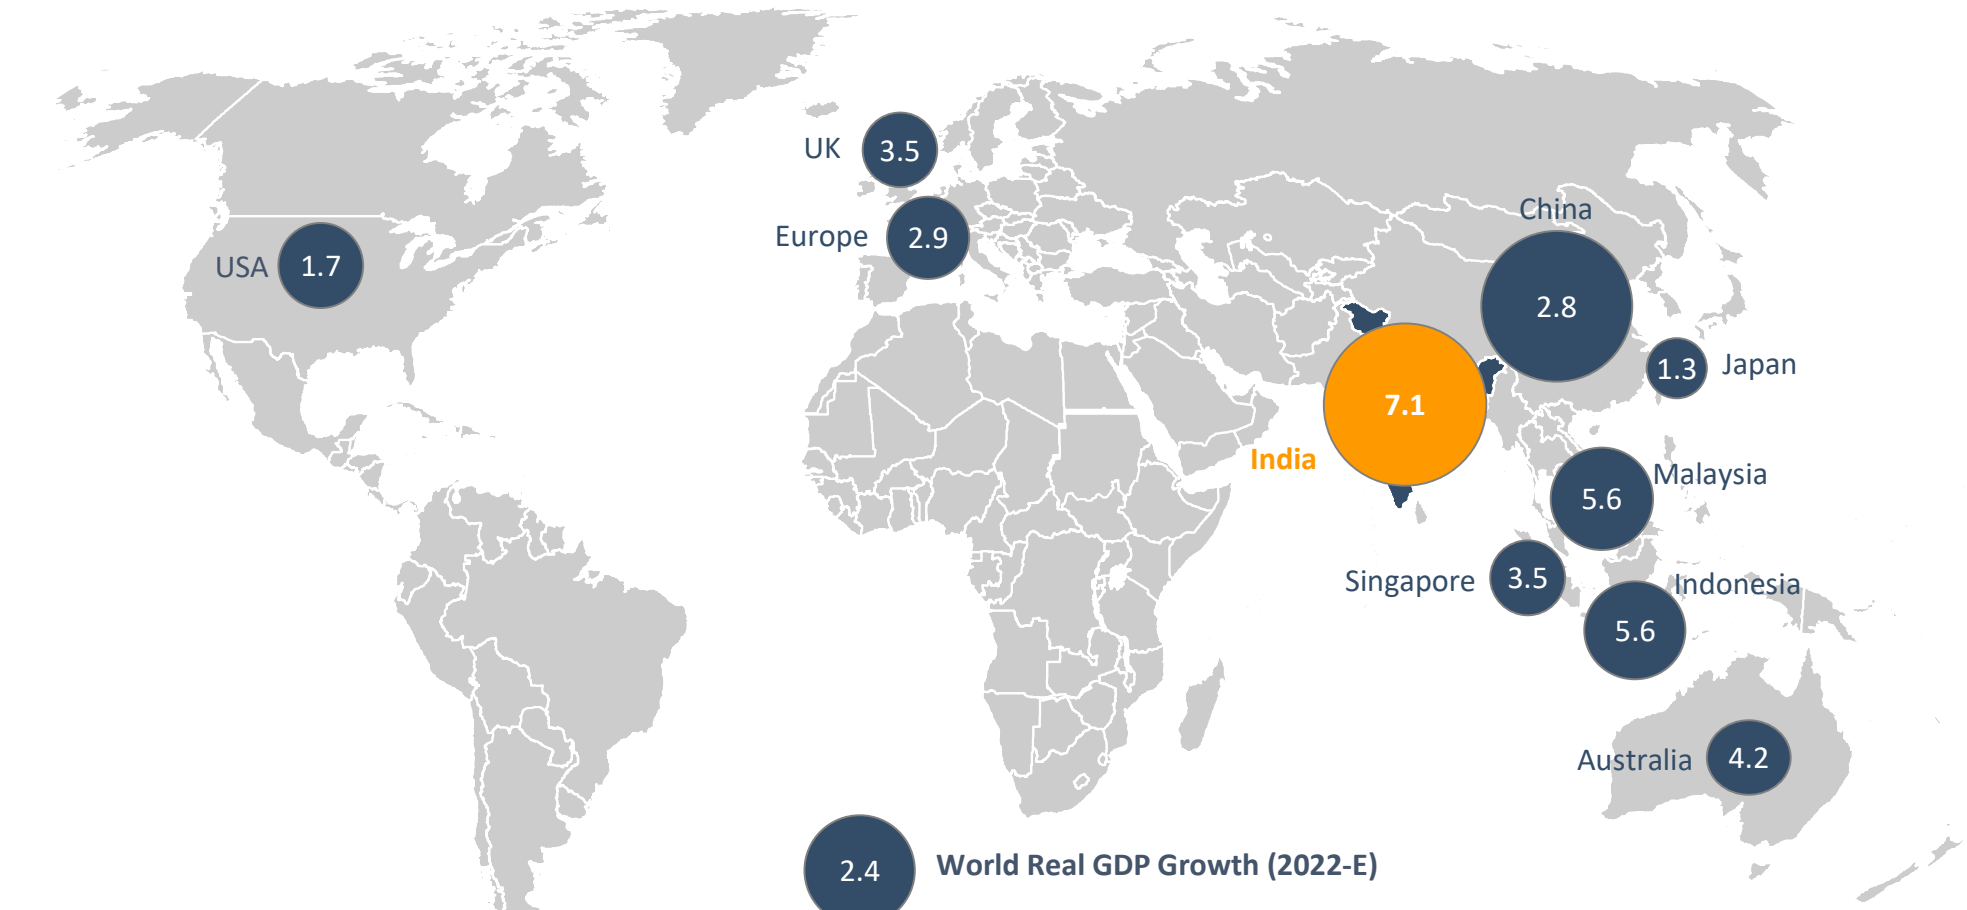 UK 3.5
China
Europe 2.9
USA 1.7
2.8
1.3 Japan
7.1
India
Malaysia
5.6
Singapore 3.5
Indonesia
5.6
Australia 4.2
2.4 World Real GDP Growth (2022-E)